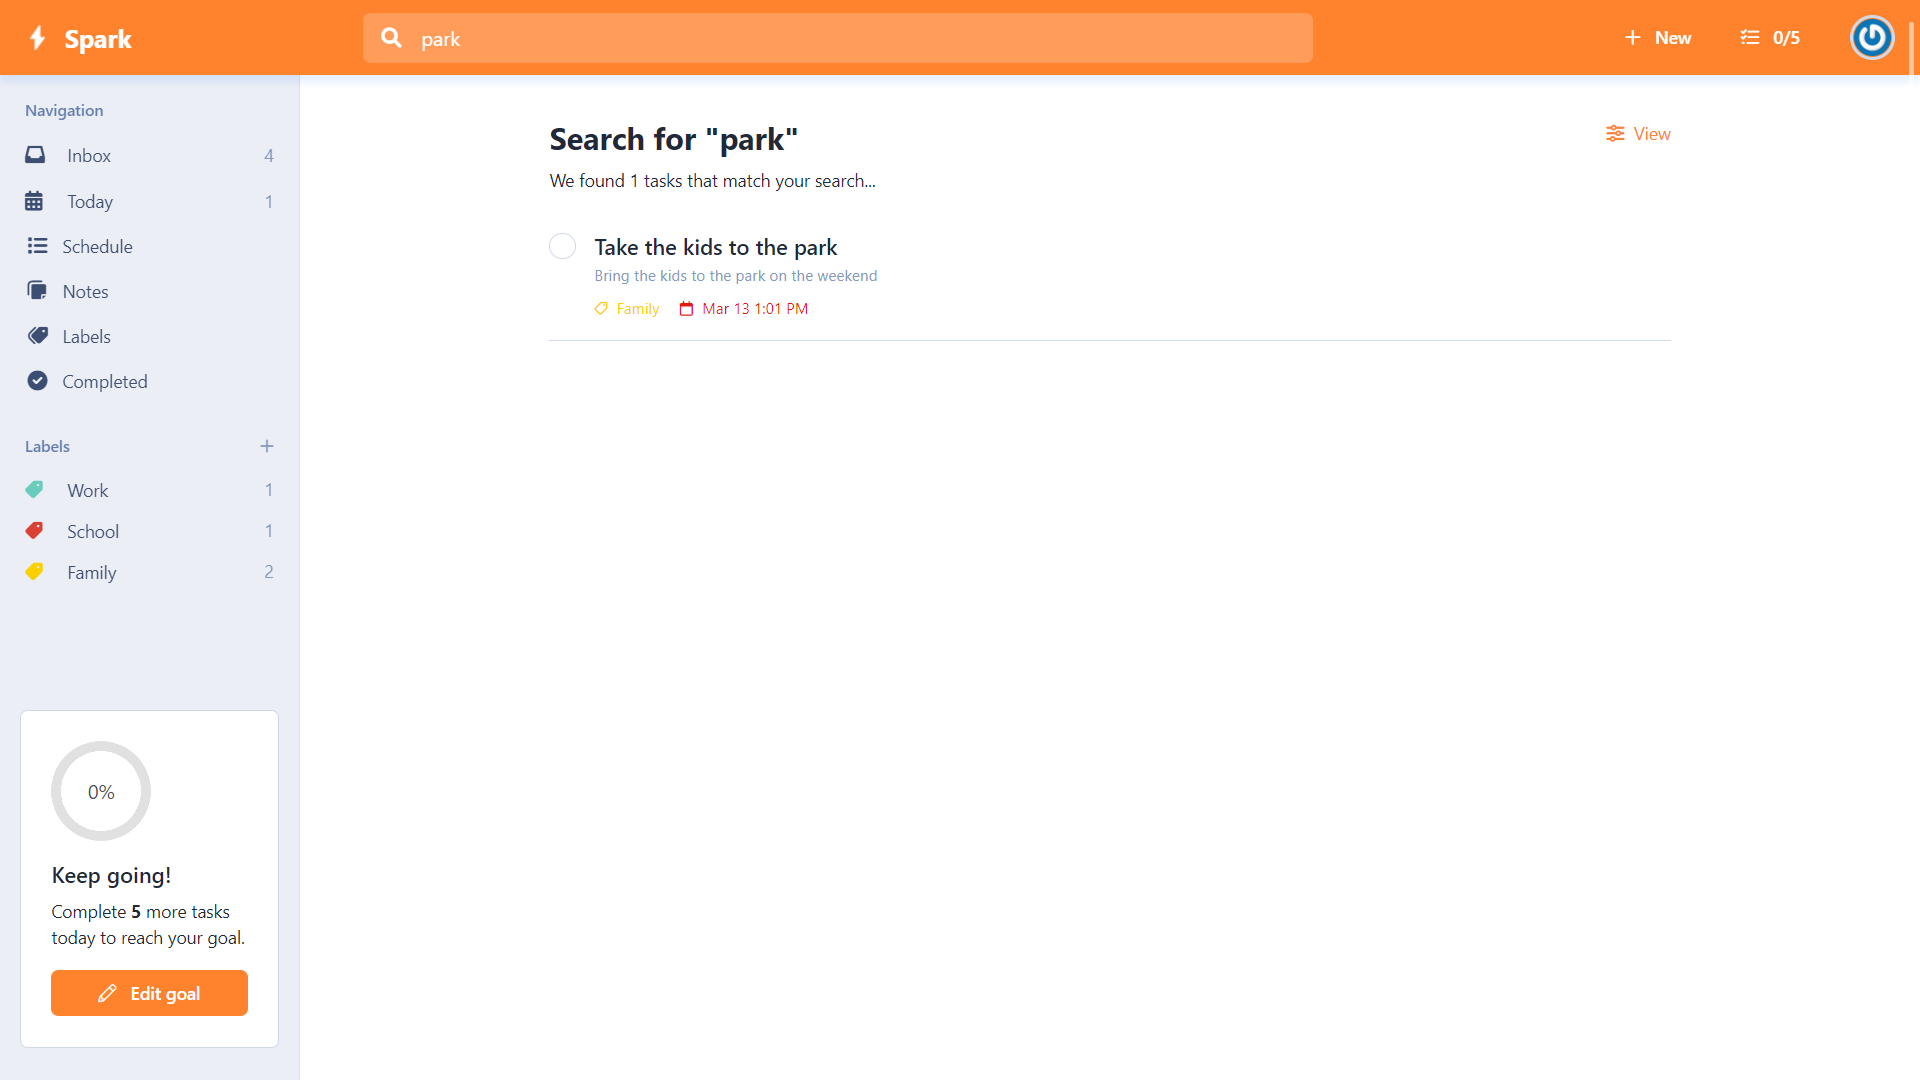 Spark
park
New
0/5
Navigation
Inbox 4
Today 1
Schedule
Notes
Labels
Completed
Labels
Work 1
School 1
Family 2
0%
Keep going!
Complete 5 more tasks
today to reach your goal.
Edit goal
Search for "park"
View
We found 1 tasks that match your search...
Take the kids to the park
Bring the kids to the park on the weekend
Family Mar 13 1:01 PM